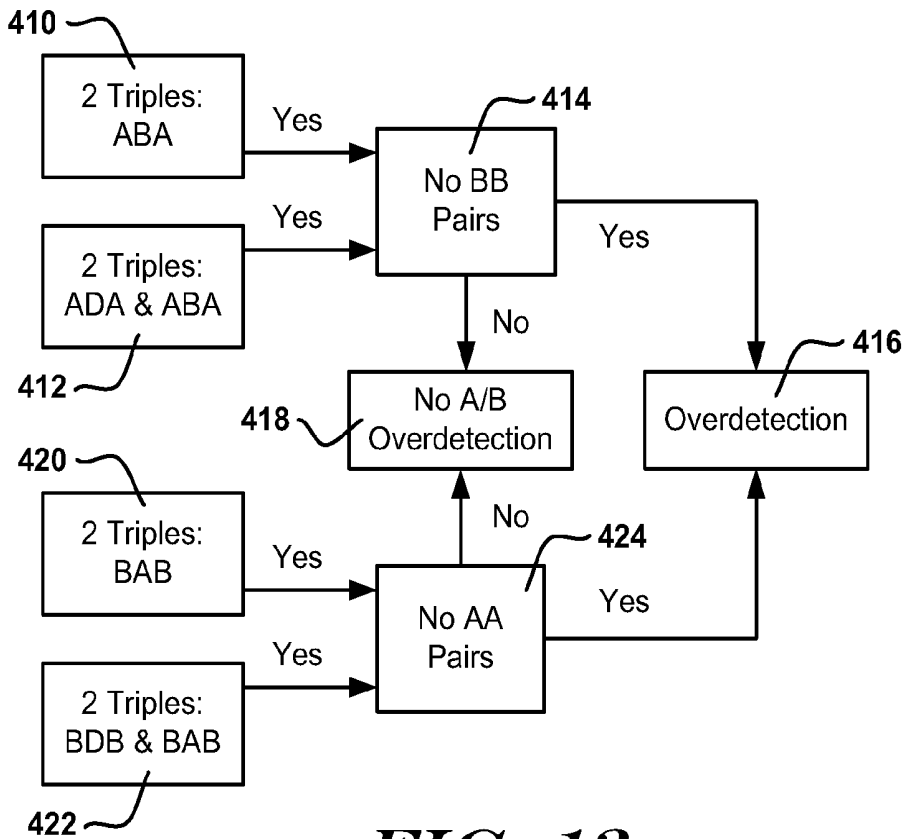 410
2 Triples:
ABA
Yes
414
No BB
Pairs
Yes
2 Triples:
ADA & ABA
412
Yes
No
416
Overdetection
418
No A/B
Overdetection
420
2 Triples:
BAB
Yes
No
424
No AA
Pairs
Yes
2 Triples:
BDB & BAB
422
Yes